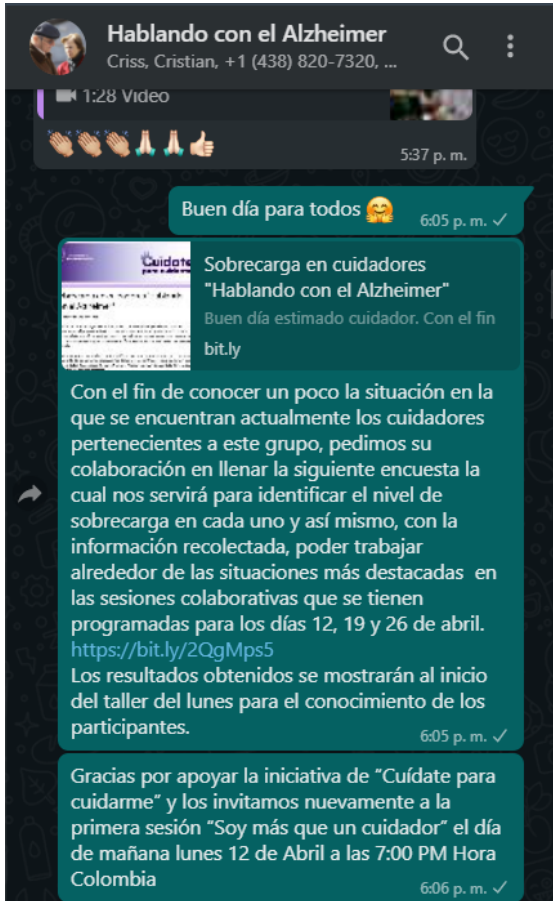 Hablando con el Alzheimer
Criss, Cristian, +1 (438) 820-7320, ...
1:28 Video
👏🏼👏🏼👏🏼🙏🏼🙏🏼👍🏼
5:37 p. m.
Buen día para todos 🤗
6:05 p. m.
Cuidate
para cuidarme
Sobrecarga en cuidadores
"Hablando con el Alzheimer"
Buen día estimado cuidador. Con el fin
bit.ly
Con el fin de conocer un poco la situación en la
que se encuentran actualmente los cuidadores
pertenecientes a este grupo, pedimos su
colaboración en llenar la siguiente encuesta la
cual nos servirá para identificar el nivel de
sobrecarga en cada uno y así mismo, con la
información recolectada, poder trabajar
alrededor de las situaciones más destacadas  en
las sesiones colaborativas que se tienen
programadas para los días 12, 19 y 26 de abril.
https://bit.ly/2QgMps5
Los resultados obtenidos se mostrarán al inicio
del taller del lunes para el conocimiento de los
participantes.
6:05 p. m.
Gracias por apoyar la iniciativa de “Cuídate para
cuidarme” y los invitamos nuevamente a la
primera sesión “Soy más que un cuidador” el día
de mañana lunes 12 de Abril a las 7:00 PM Hora
Colombia
6:06 p. m.